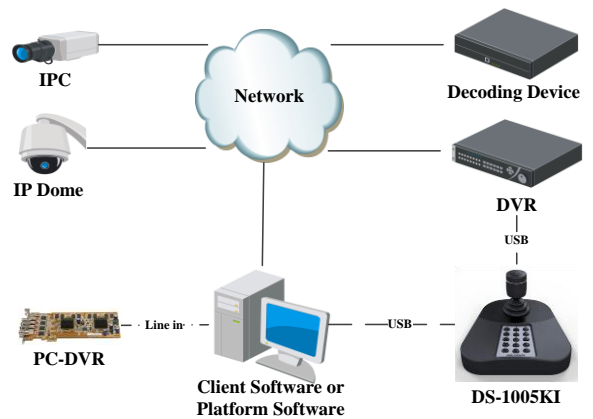 IPC
Network
Decoding Device
IP Dome
DVR
USB
PC-DVR
Line in
USB
Client Software or
Platform Software
DS-1005KI